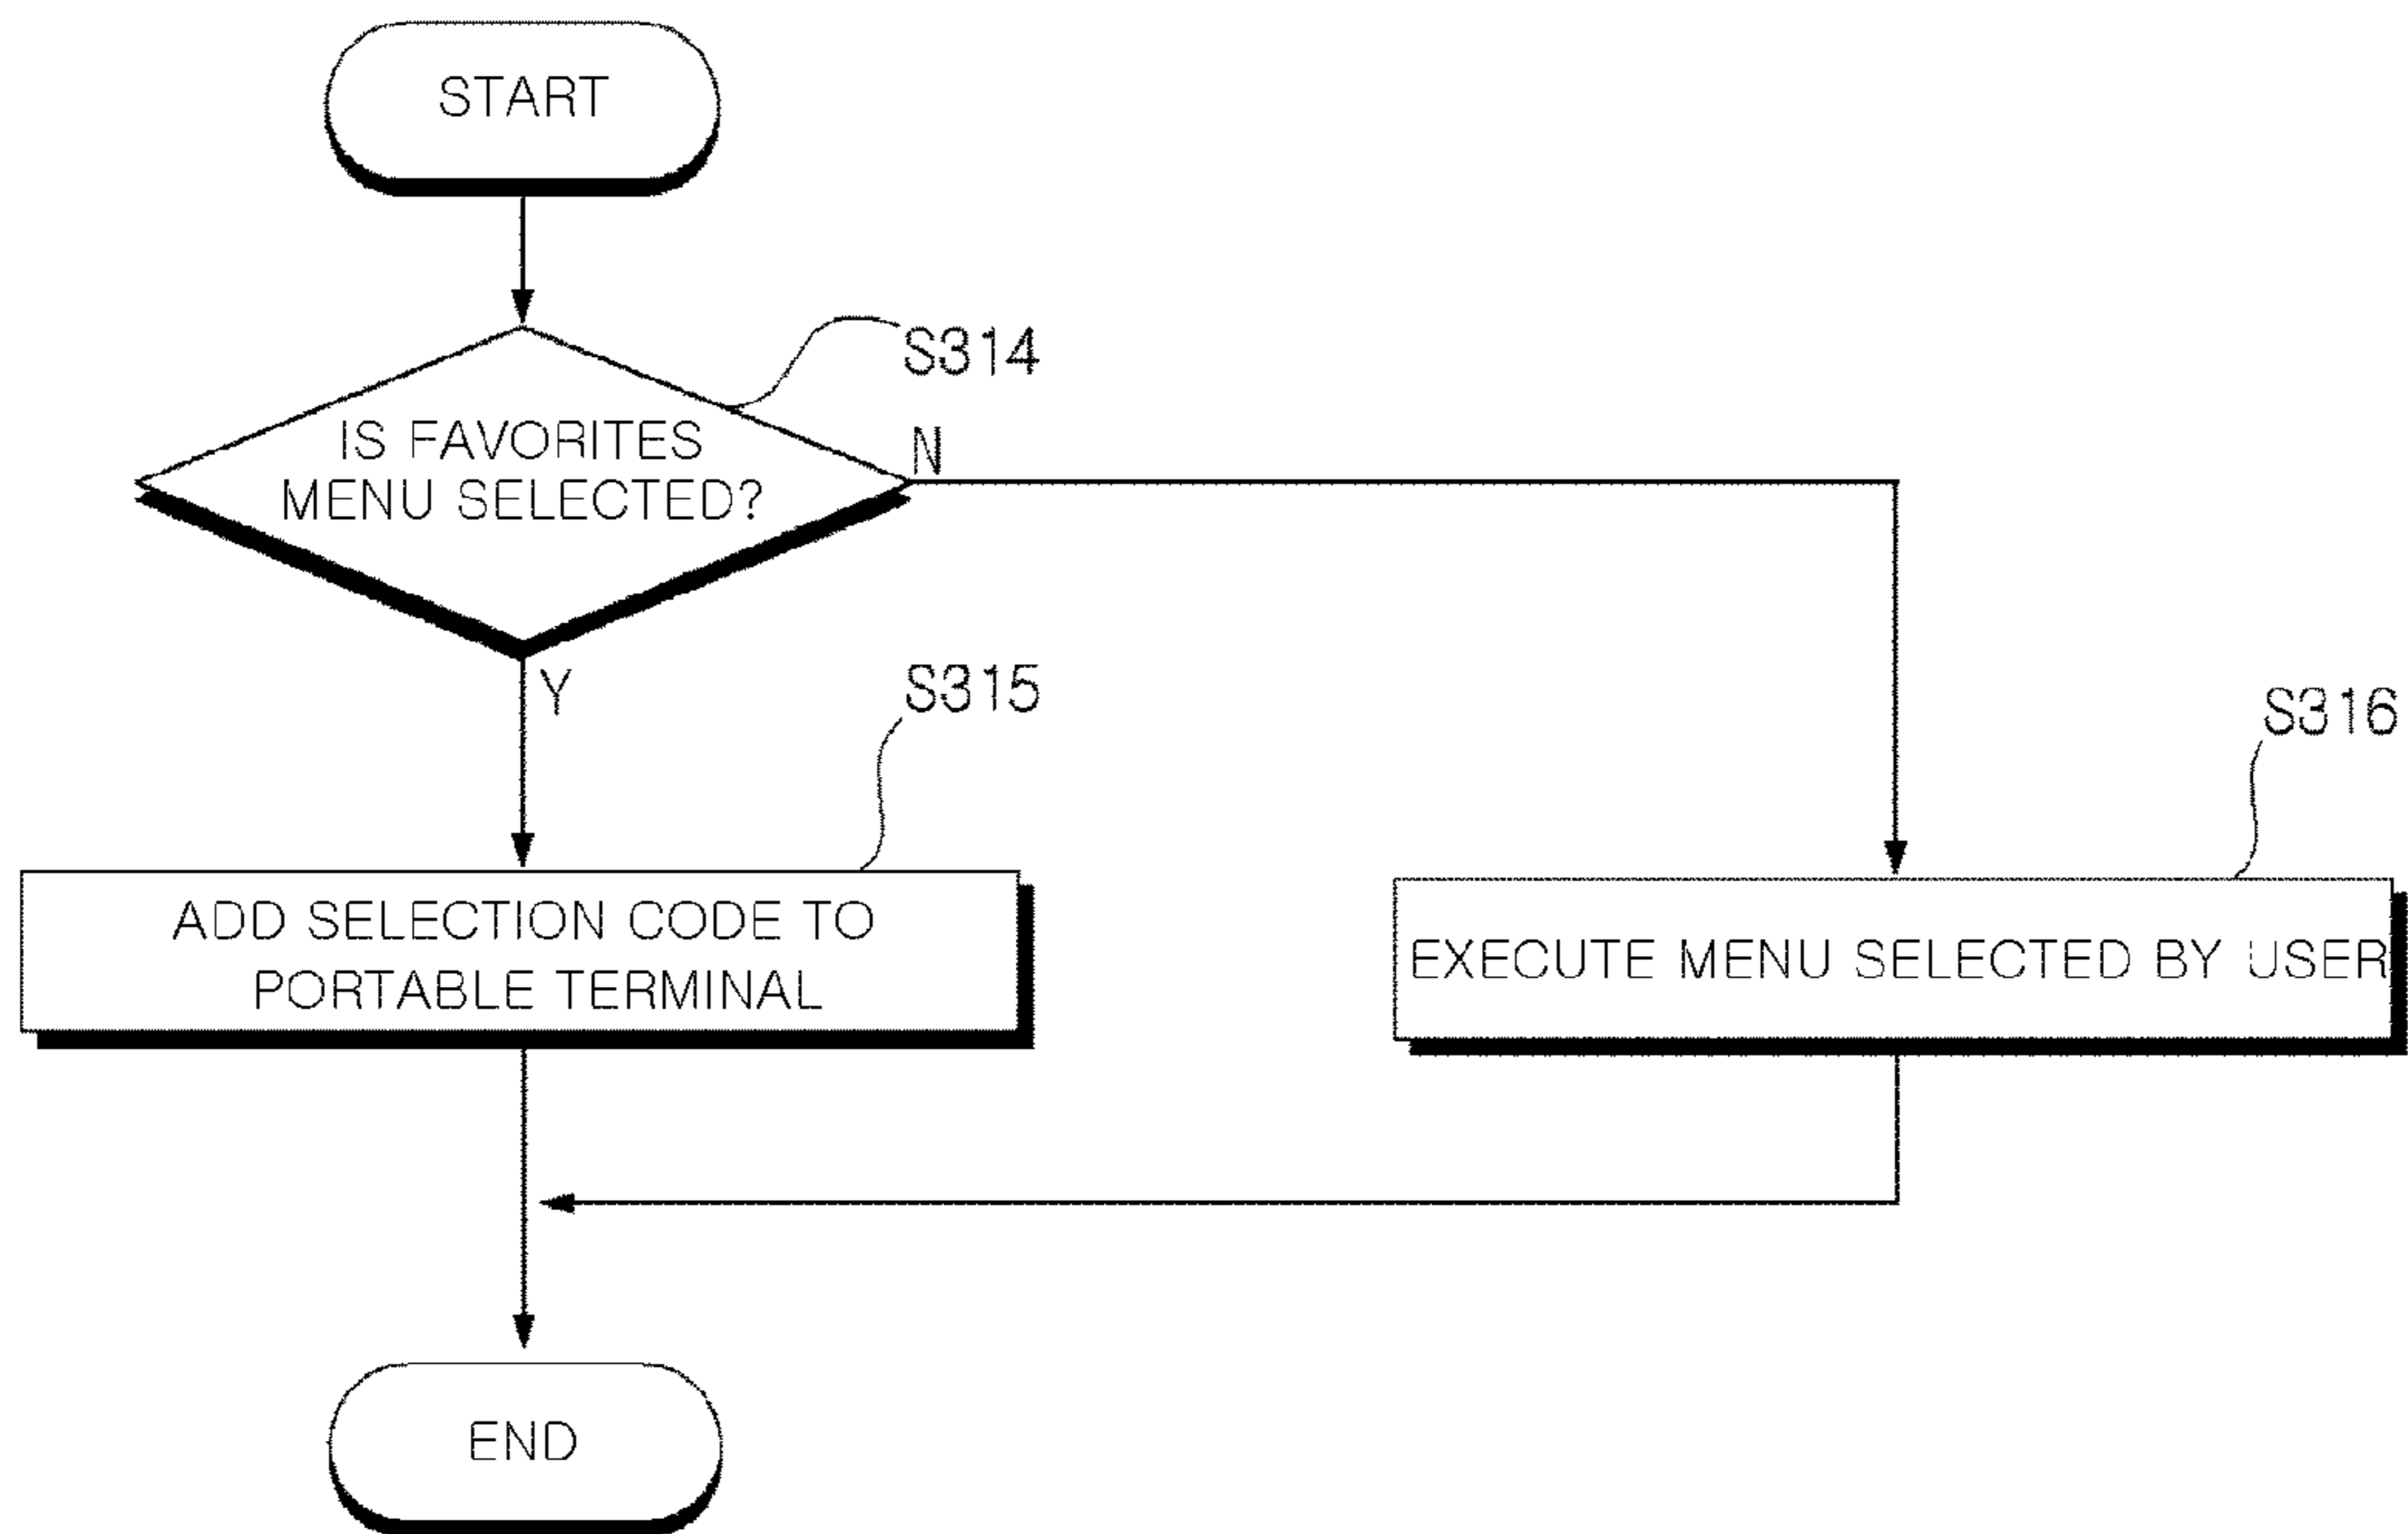 START
S314
IS FAVORITES
MENU SELECTED?
N
Y
S315
S316
ADD SELECTION CODE TO
PORTABLE TERMINAL
EXECUTE MENU SELECTED BY USER
END